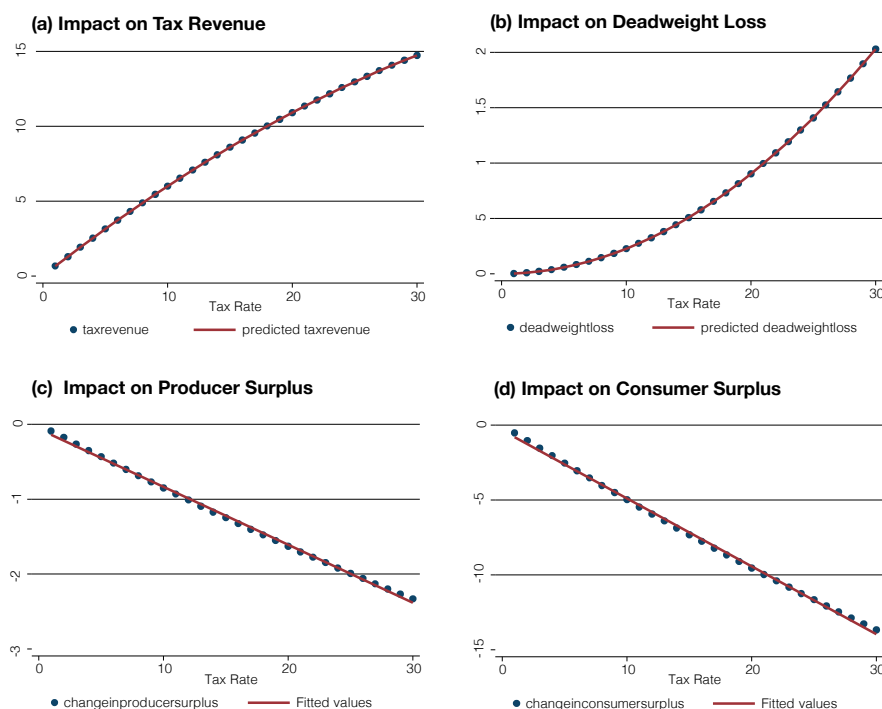 (a) Impact on Tax Revenue
15
10
5
0
0 10 20 30
Tax Rate
taxrevenue predicted taxrevenue
(b) Impact on Deadweight Loss
2
1.5
1
.5
0
0 10 20 30
Tax Rate
deadweightloss predicted deadweightloss
(c) Impact on Producer Surplus
0
-1
-2
-3
0 10 20 30
Tax Rate
changeinproducersurplus Fitted values
(d) Impact on Consumer Surplus
0
-5
-10
-15
0 10 20 30
Tax Rate
changeinconsumersurplus Fitted values